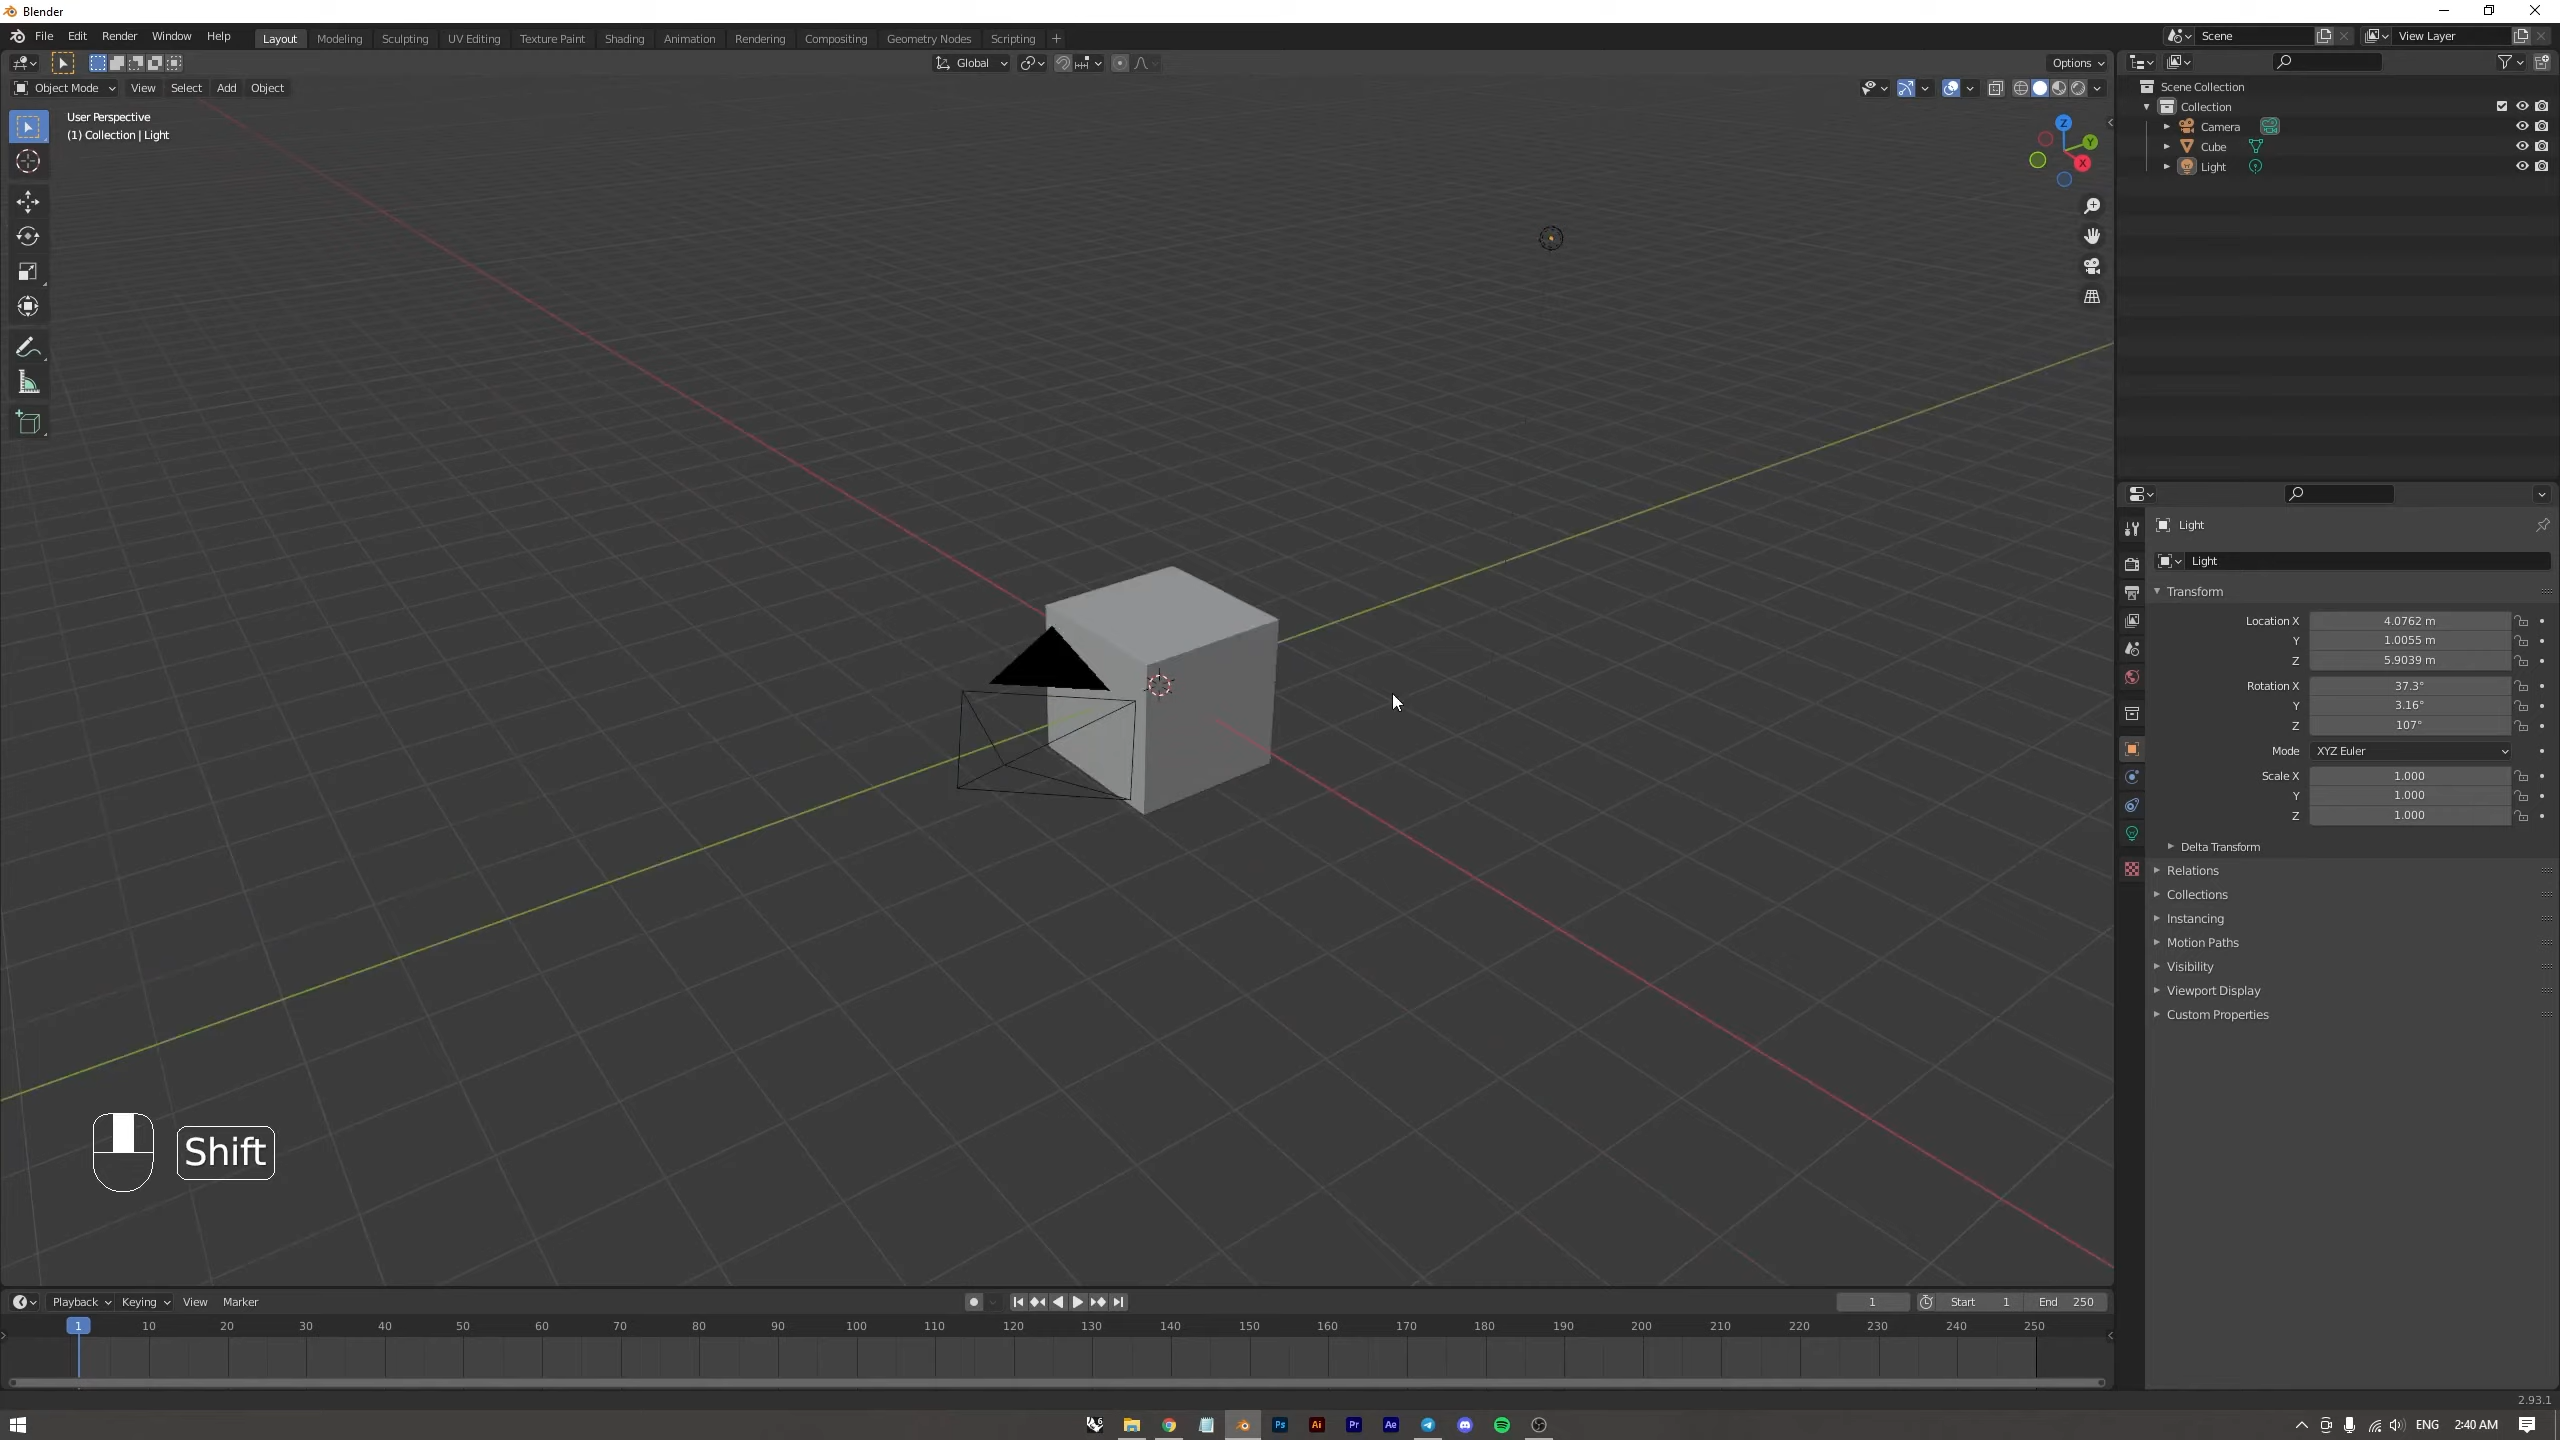 Blender
File Edit Render Window Help Layout Modeling Sculpting UV Editing Texture Paint Shading Animation Rendering Compositing Geometry Nodes Scripting
Scene
View Layer
Global
Options
Object Mode View Select Add Object
User Perspective
(1) Collection | Light
Z
Y
X
Scene Collection
Collection
Camera
Cube
Light
Light
Light
Transform
Location X 4.0762 m
Y 1.0055 m
Z 5.9039 m
Rotation X 37.3°
Y 3.16°
Z 107°
Mode XYZ Euler
Scale X 1.000
Y 1.000
Z 1.000
Delta Transform
Relations
Collections
Instancing
Motion Paths
Visibility
Viewport Display
Custom Properties
Shift
Playback Keying View Marker
1 Start 1 End 250
1 10 20 30 40 50 60 70 80 90 100 110 120 130 140 150 160 170 180 190 200 210 220 230 240 250
2.93.1
6 Ps Ai Pr Ae
ENG 2:40 AM